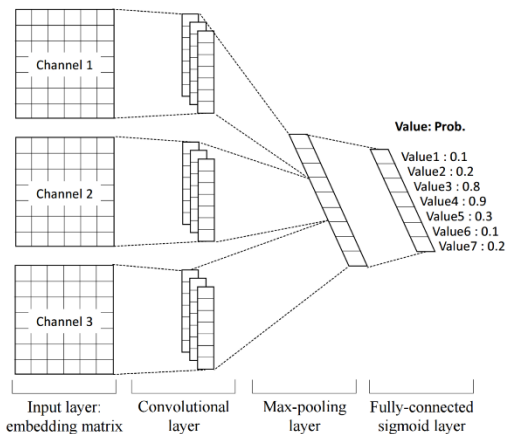 Channel 1
Channel 2
Channel 3
Value: Prob.
Value1 : 0.1
Value2 : 0.2
Value3 : 0.8
Value4 : 0.9
Value5 : 0.3
Value6 : 0.1
Value7 : 0.2
Input layer:
embedding matrix
Convolutional
layer
Max-pooling
layer
Fully-connected
sigmoid layer